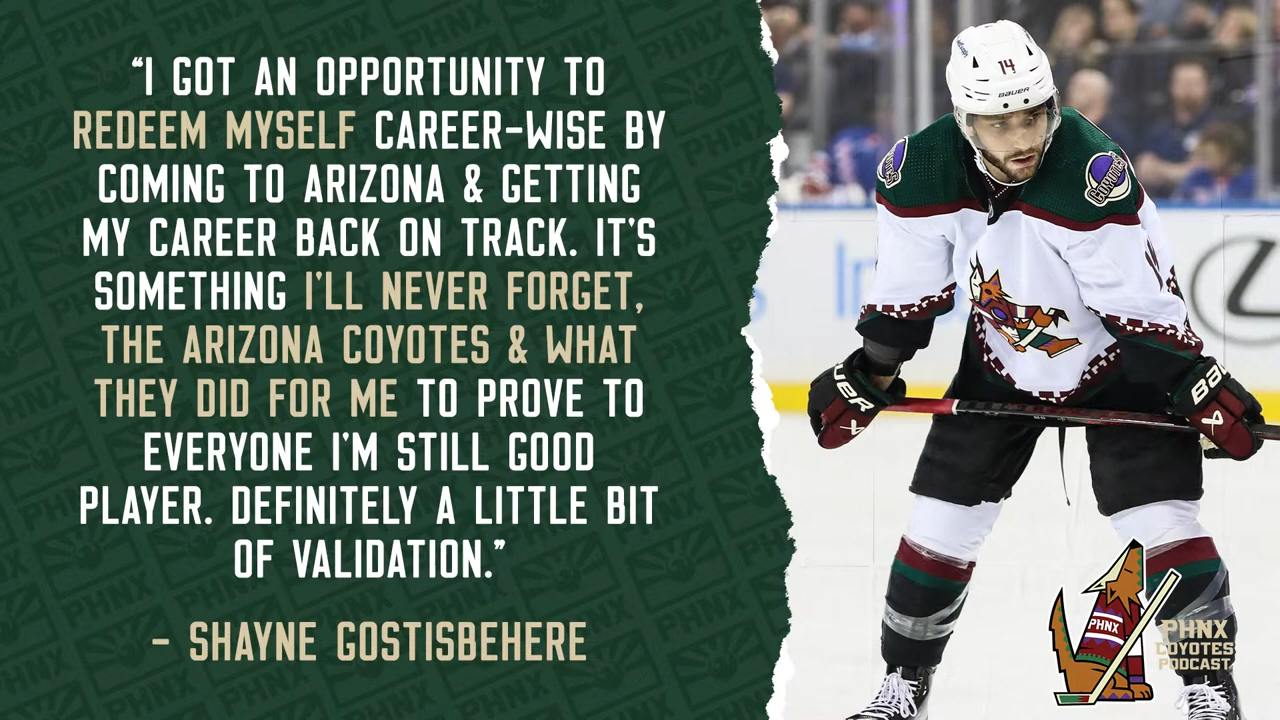 “I GOT AN OPPORTUNITY TO
REDEEM MYSELF CAREER-WISE BY
COMING TO ARIZONA & GETTING
MY CAREER BACK ON TRACK. IT'S
SOMETHING I'LL NEVER FORGET,
THE ARIZONA COYOTES & WHAT
THEY DID FOR ME TO PROVE TO
EVERYONE I'M STILL GOOD
PLAYER. DEFINITELY A LITTLE BIT
OF VALIDATION.”
- SHAYNE GOSTISBEHERE
14
BAUER
COYOTES
PHNX
PHNX
COYOTES
PODCAST